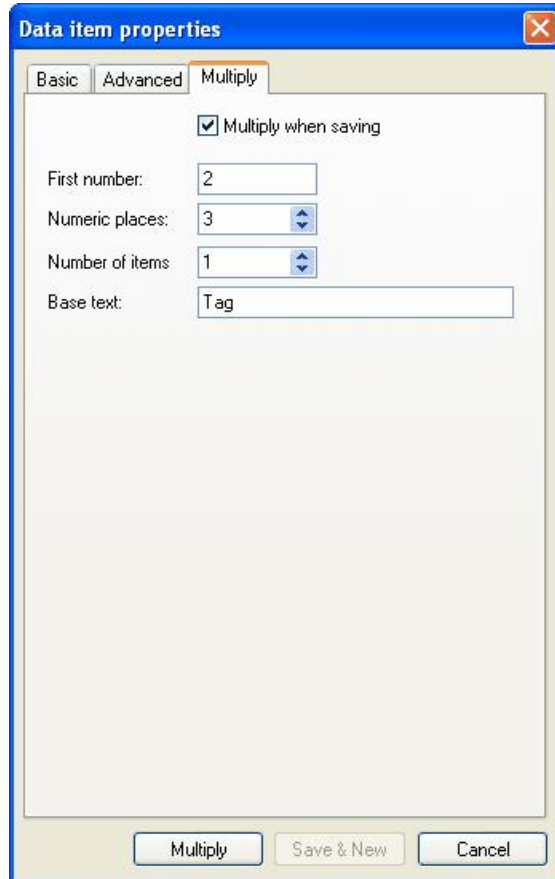 Data item properties
Basic Advanced Multiply
Multiply when saving
First number: 2
Numeric places: 3
Number of items 1
Base text: Tag
Multiply Save & New Cancel